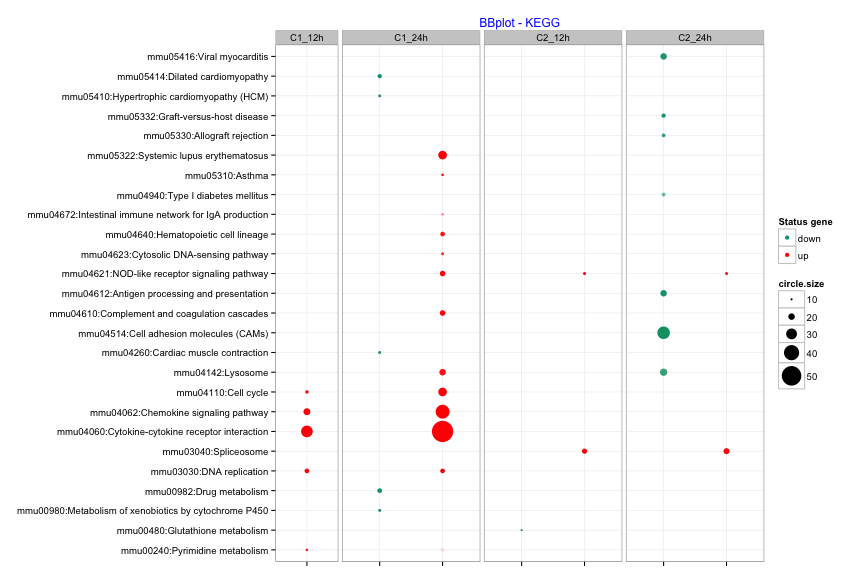 BBplot - KEGG
C1_12h C1_24h C2_12h C2_24h
mmu05416:Viral myocarditis
mmu05414:Dilated cardiomyopathy
mmu05410:Hypertrophic cardiomyopathy (HCM)
mmu05332:Graft-versus-host disease
mmu05330:Allograft rejection
mmu05322:Systemic lupus erythematosus
mmu05310:Asthma
mmu04940:Type I diabetes mellitus
mmu04672:Intestinal immune network for IgA production
mmu04640:Hematopoietic cell lineage
mmu04623:Cytosolic DNA-sensing pathway
mmu04621:NOD-like receptor signaling pathway
mmu04612:Antigen processing and presentation
mmu04610:Complement and coagulation cascades
mmu04514:Cell adhesion molecules (CAMs)
mmu04260:Cardiac muscle contraction
mmu04142:Lysosome
mmu04110:Cell cycle
mmu04062:Chemokine signaling pathway
mmu04060:Cytokine-cytokine receptor interaction
mmu03040:Spliceosome
mmu03030:DNA replication
mmu00982:Drug metabolism
mmu00980:Metabolism of xenobiotics by cytochrome P450
mmu00480:Glutathione metabolism
mmu00240:Pyrimidine metabolism
Status gene
down
up
circle.size
10
20
30
40
50